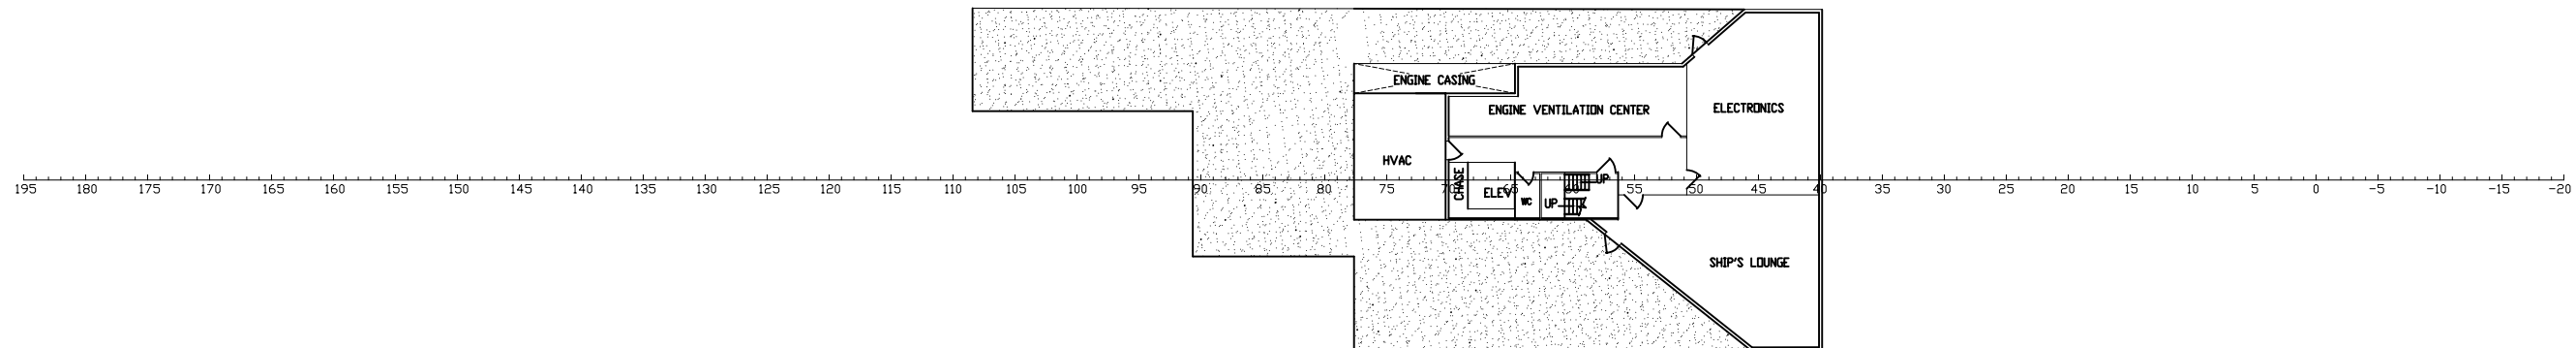 ENGINE CASING
ENGINE VENTILATION CENTER
ELECTRONICS
HVAC
CHASE
ELEV
WC
UP
UP
195 180 175 170 165 160 155 150 145 140 135 130 125 120 115 110 105 100 95 90 85 80 75 70 65 60 55 50 45 40 35 30 25 20 15 10 5 0 -5 -10 -15 -20
SHIP'S LOUNGE